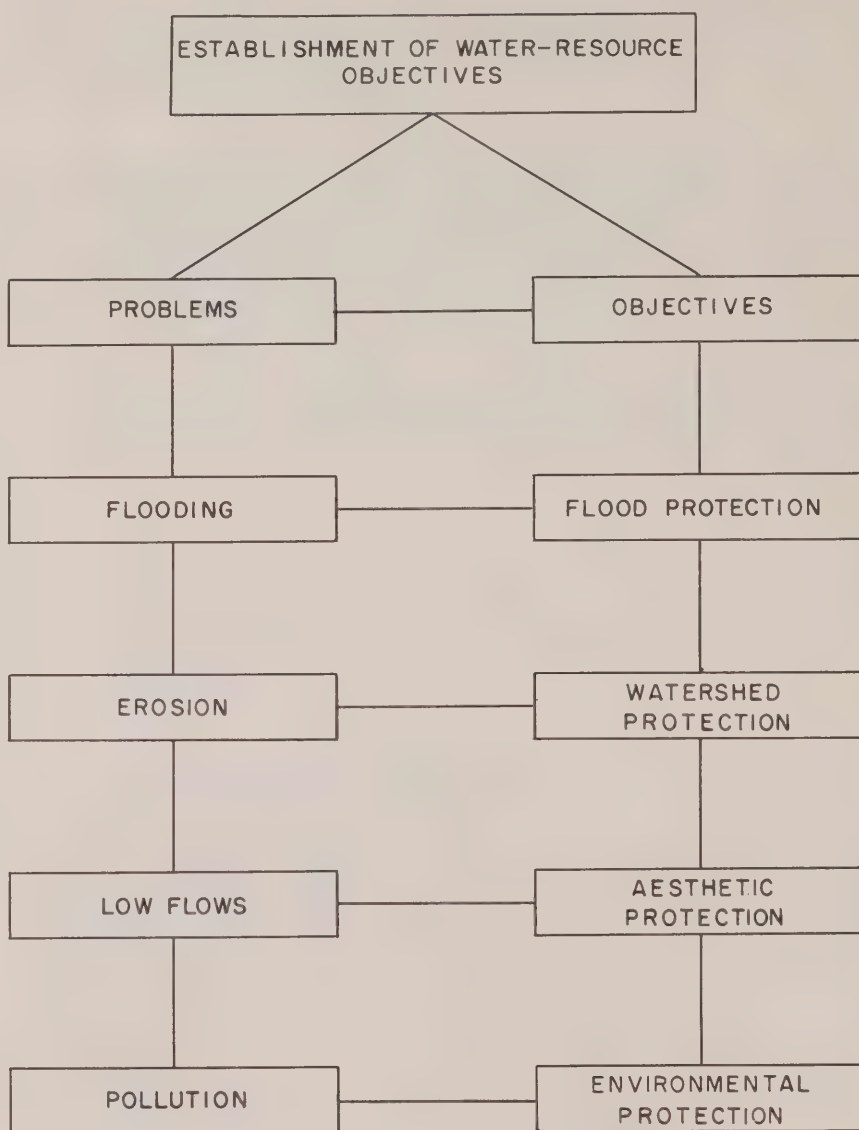 ESTABLISHMENT OF WATER-RESOURCE
OBJECTIVES
PROBLEMS
OBJECTIVES
FLOODING
FLOOD PROTECTION
EROSION
WATERSHED
PROTECTION
LOW FLOWS
AESTHETIC
PROTECTION
POLLUTION
ENVIRONMENTAL
PROTECTION